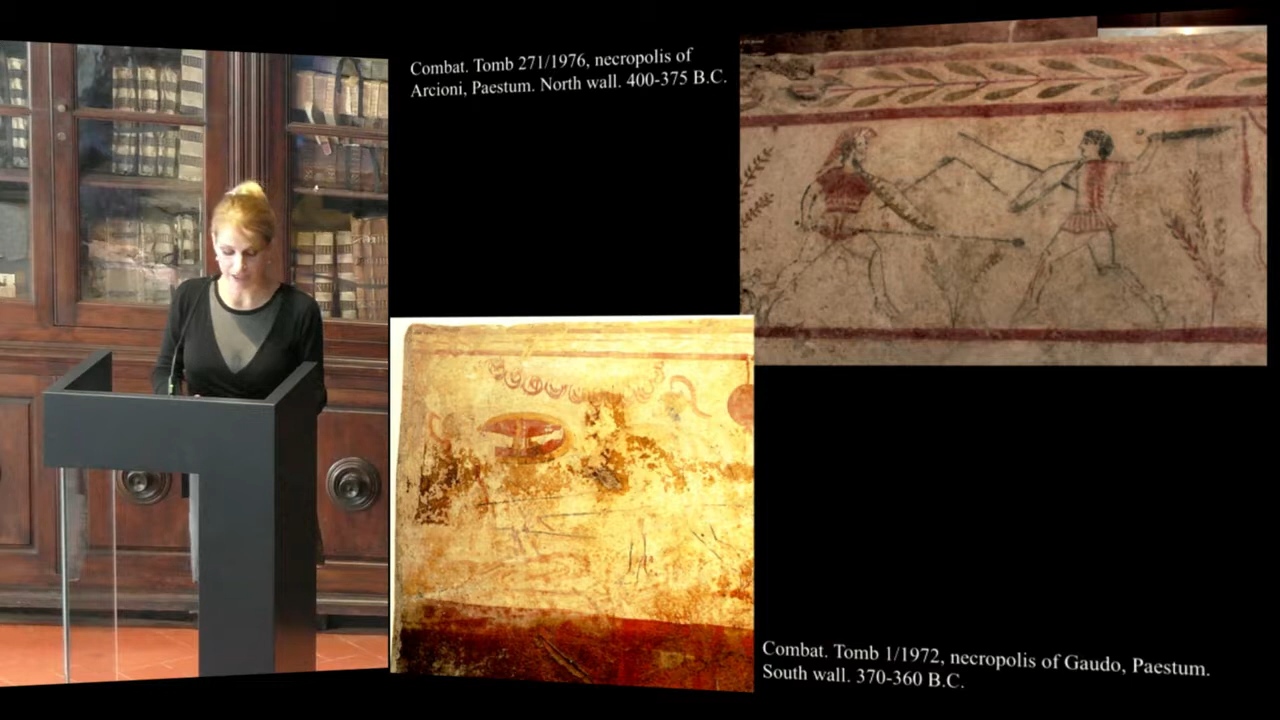 Combat. Tomb 271/1976, necropolis of
Arcioni, Paestum. North wall. 400-375 B.C.
Combat. Tomb 1/1972, necropolis of Gaudo, Paestum.
South wall. 370-360 B.C.